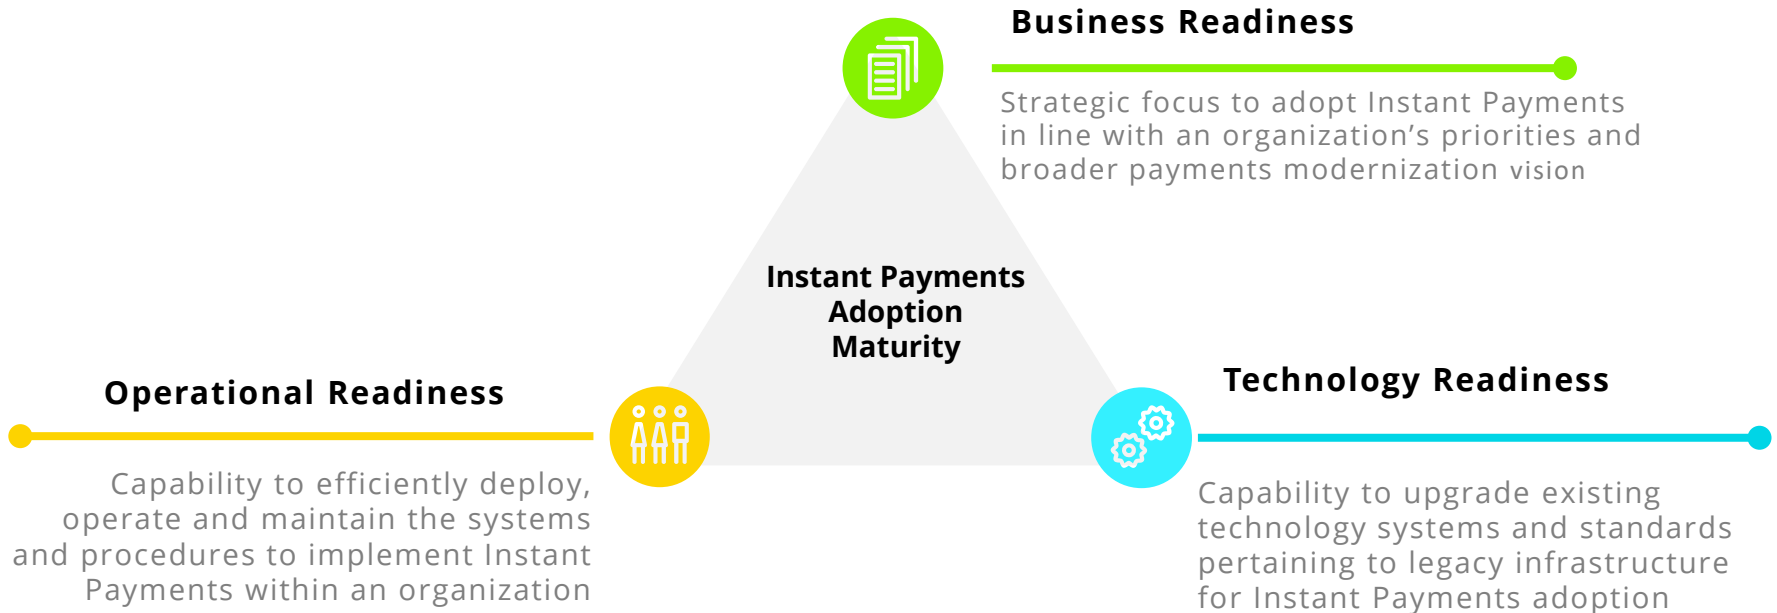 Business Readiness
Strategic focus to adopt Instant Payments
in line with an organization’s priorities and
broader payments modernization vision
Instant Payments
Adoption
Maturity
Operational Readiness
Capability to efficiently deploy,
operate and maintain the systems
and procedures to implement Instant
Payments within an organization
Technology Readiness
Capability to upgrade existing
technology systems and standards
pertaining to legacy infrastructure
for Instant Payments adoption